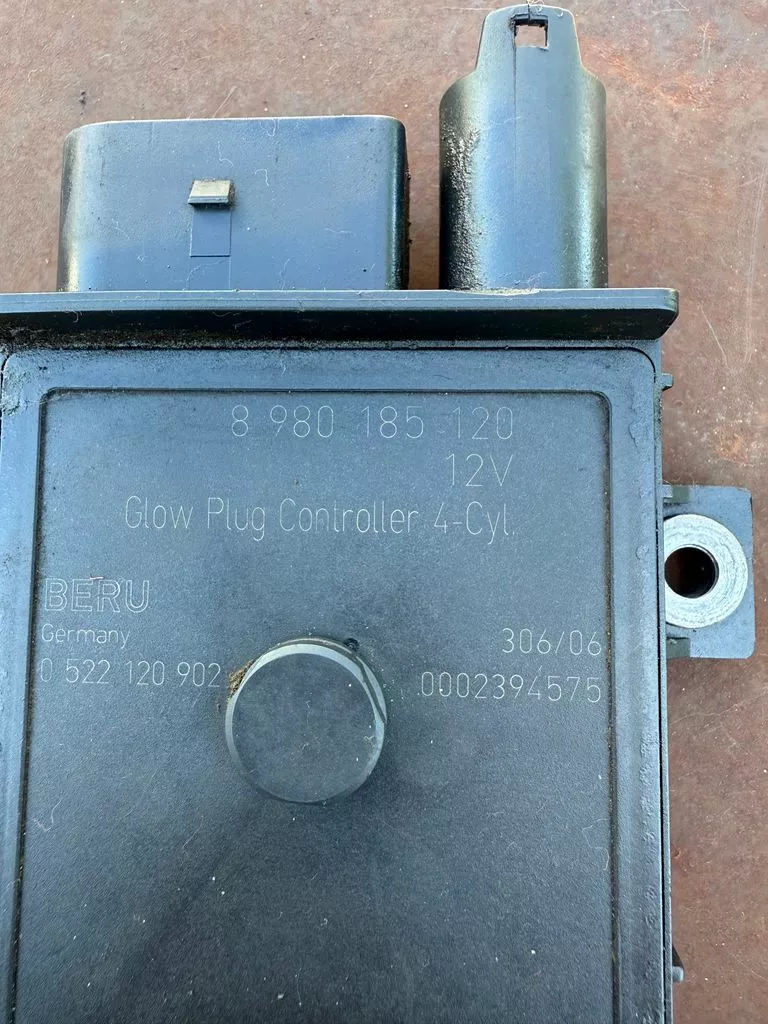 8 980 185 120
12V
Glow Plug Controller 4-Cyl.
BERU
Germany
306/06
0 522 120 902
0002394575